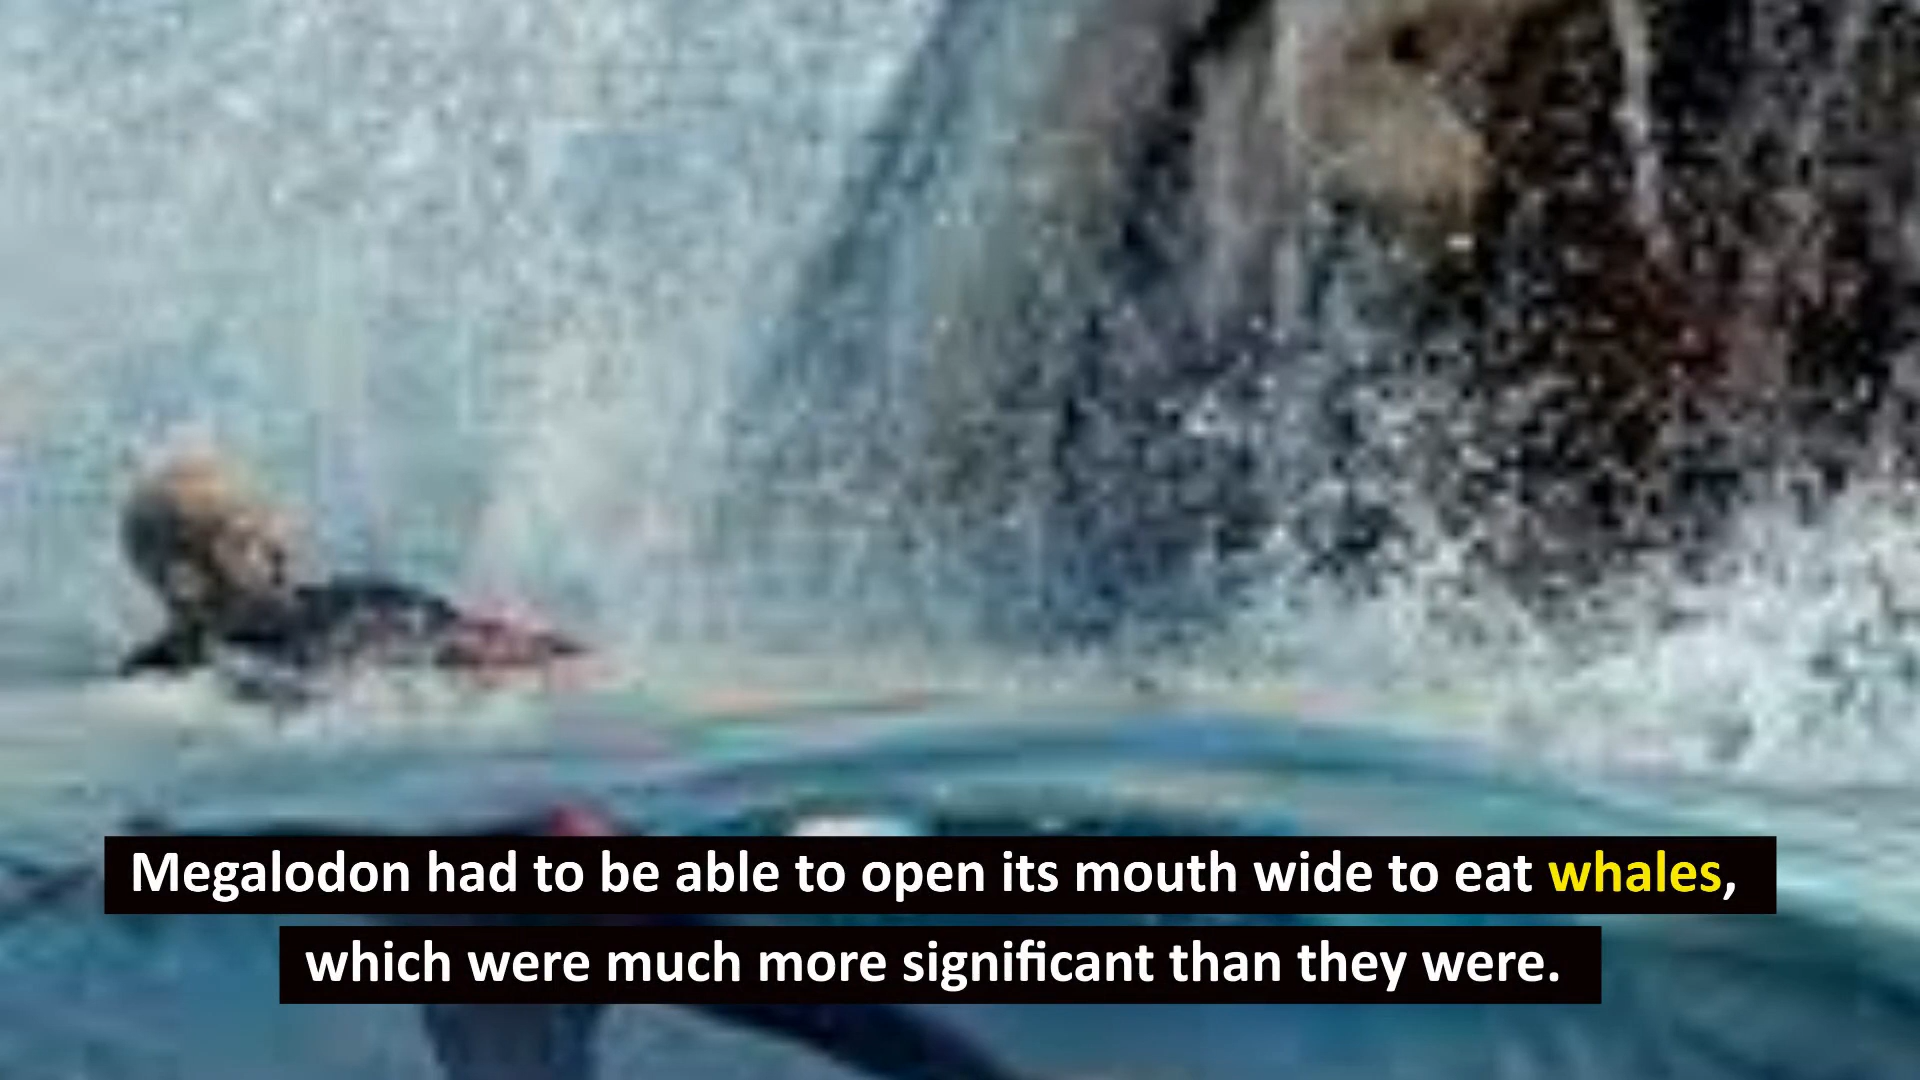 Megalodon had to be able to open its mouth wide to eat whales,
which were much more significant than they were.